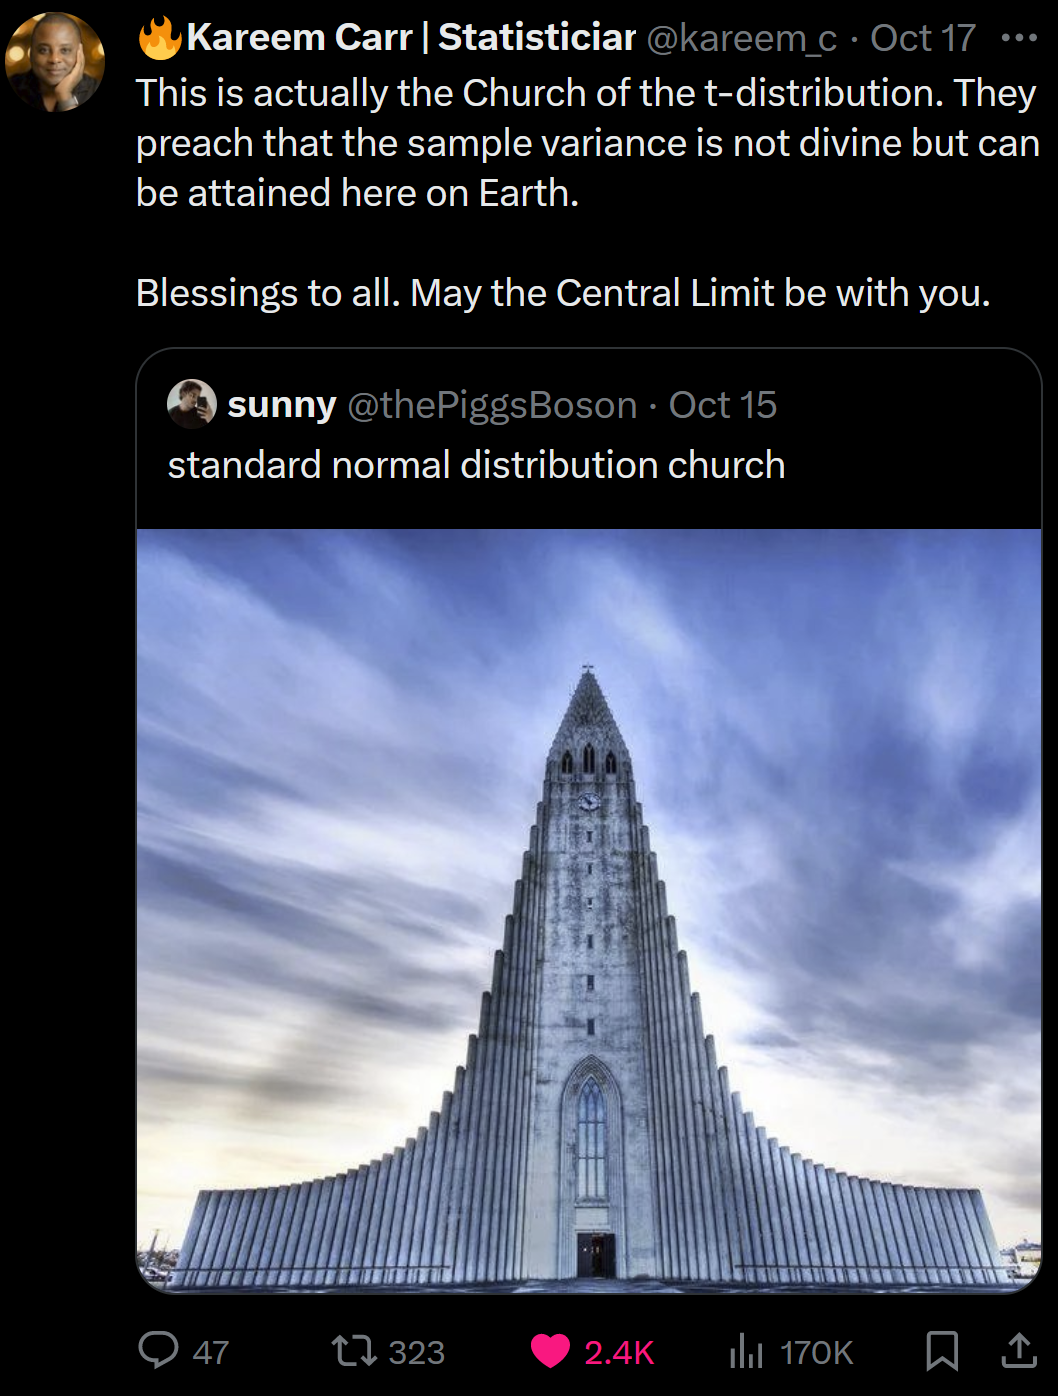 🔥Kareem Carr | Statistician @kareem_c · Oct 17
This is actually the Church of the t-distribution. They
preach that the sample variance is not divine but can
be attained here on Earth.
Blessings to all. May the Central Limit be with you.
sunny @thePiggsBoson · Oct 15
standard normal distribution church
47 323 2.4K 170K